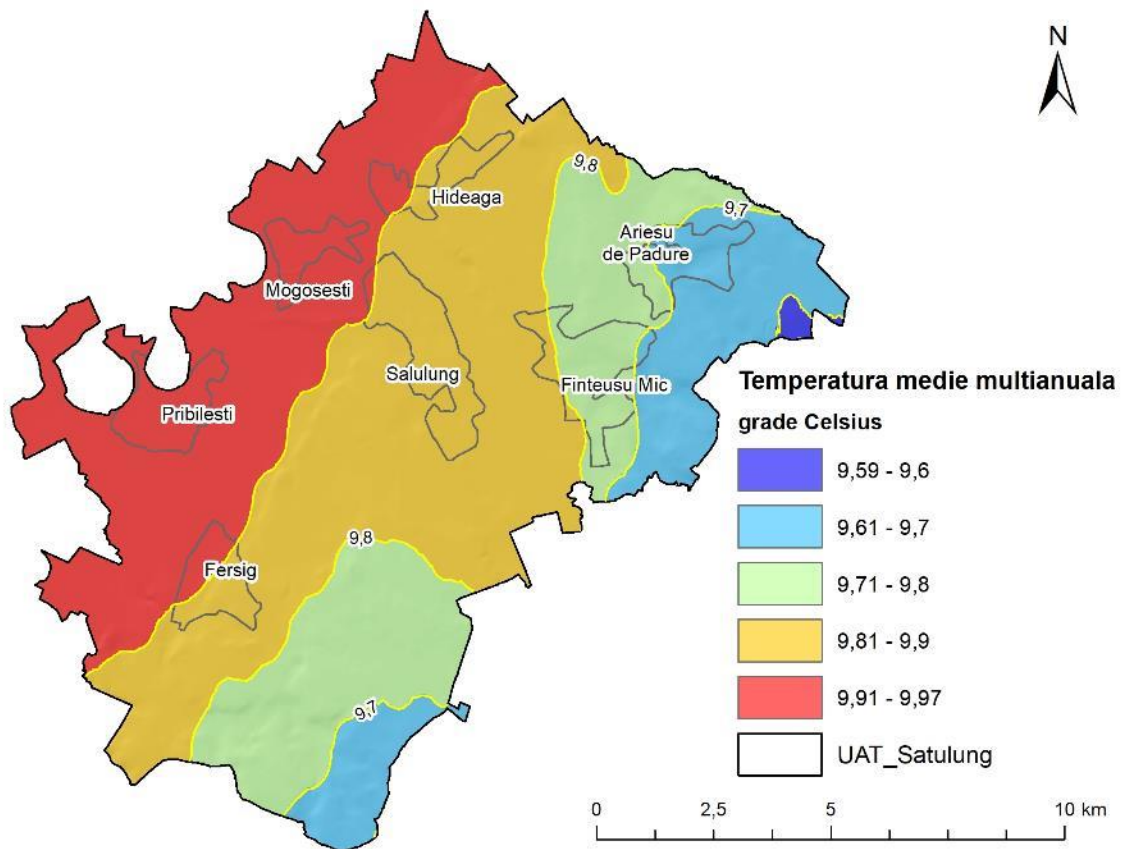 N
9,8
Hideaga
9,7
Ariesu
de Padure
Mogosesti
Salulung
Finteusu Mic
Pribilesti
9,8
Fersig
9,7
Temperatura medie multianuala
grade Celsius
9,59 - 9,6
9,61 - 9,7
9,71 - 9,8
9,81 - 9,9
9,91 - 9,97
UAT_Satulung
0 2,5 5 10 km